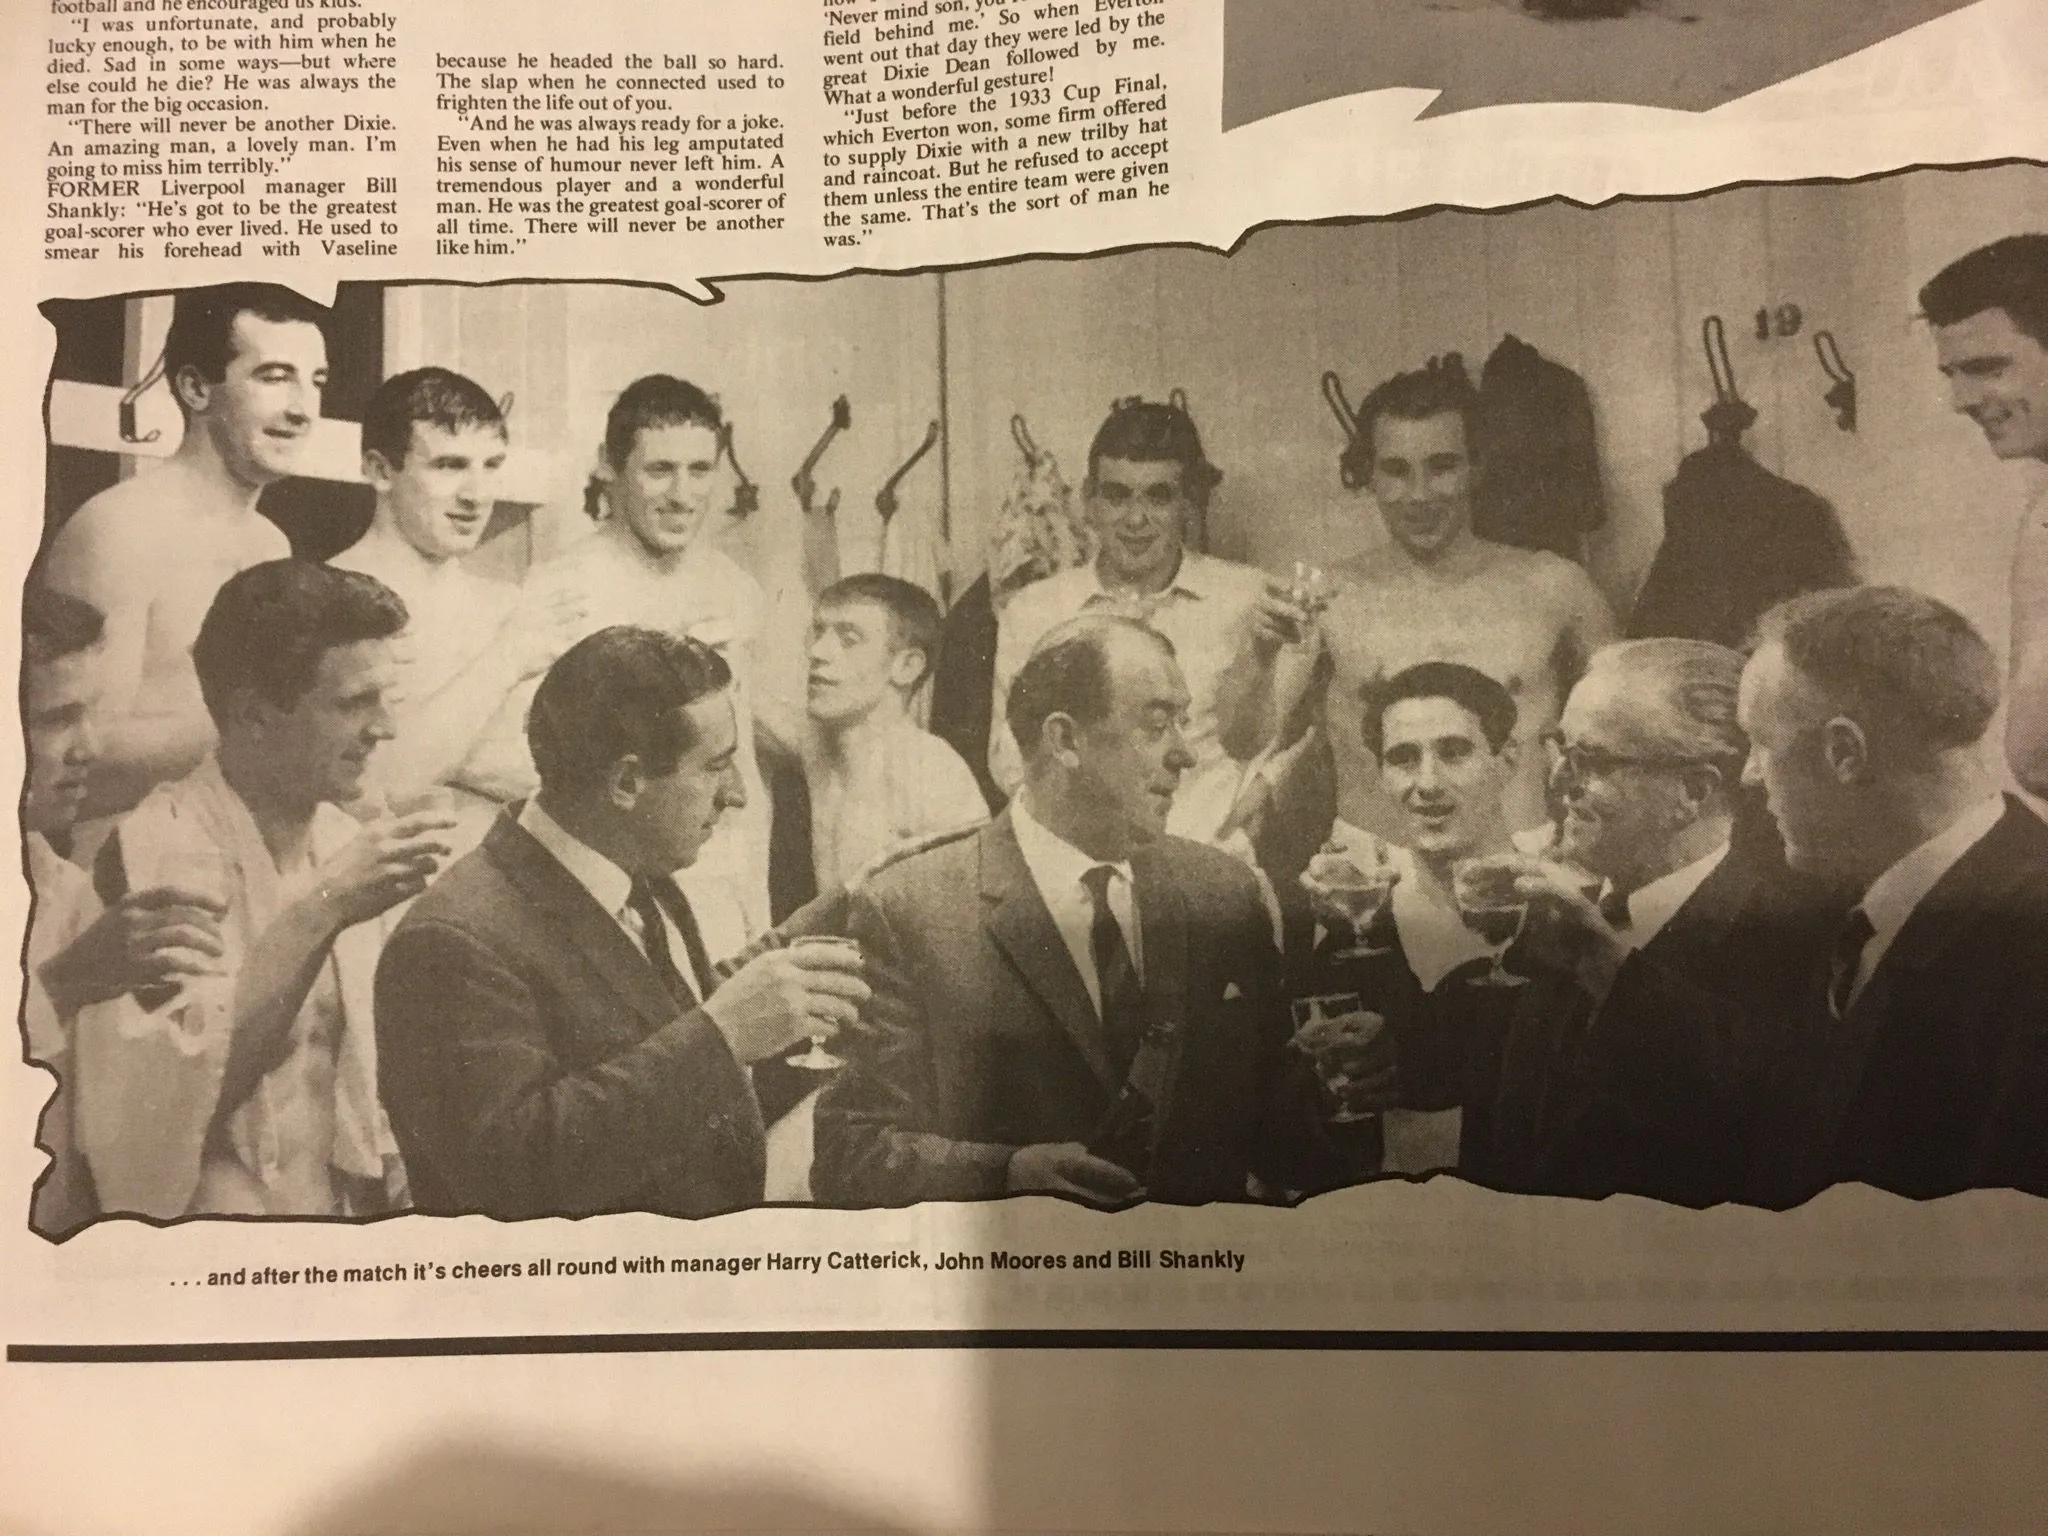 football and he encouraged us kids.
"I was unfortunate, and probably
lucky enough, to be with him when he
died. Sad in some ways—but where
else could he die? He was always the
man for the big occasion.
"There will never be another Dixie.
An amazing man, a lovely man. I'm
going to miss him terribly."
FORMER Liverpool manager Bill
Shankly: "He's got to be the greatest
goal-scorer who ever lived. He used to
smear his forehead with Vaseline
because he headed the ball so hard.
The slap when he connected used to
frighten the life out of you.
"And he was always ready for a joke.
Even when he had his leg amputated
his sense of humour never left him. A
tremendous player and a wonderful
man. He was the greatest goal-scorer of
all time. There will never be another
like him."
'Never mind son, you
field behind me.' So when Everton
went out that day they were led by the
great Dixie Dean followed by me.
What a wonderful gesture!
"Just before the 1933 Cup Final,
which Everton won, some firm offered
to supply Dixie with a new trilby hat
and raincoat. But he refused to accept
them unless the entire team were given
the same. That's the sort of man he
was."
19
. . . and after the match it's cheers all round with manager Harry Catterick, John Moores and Bill Shankly